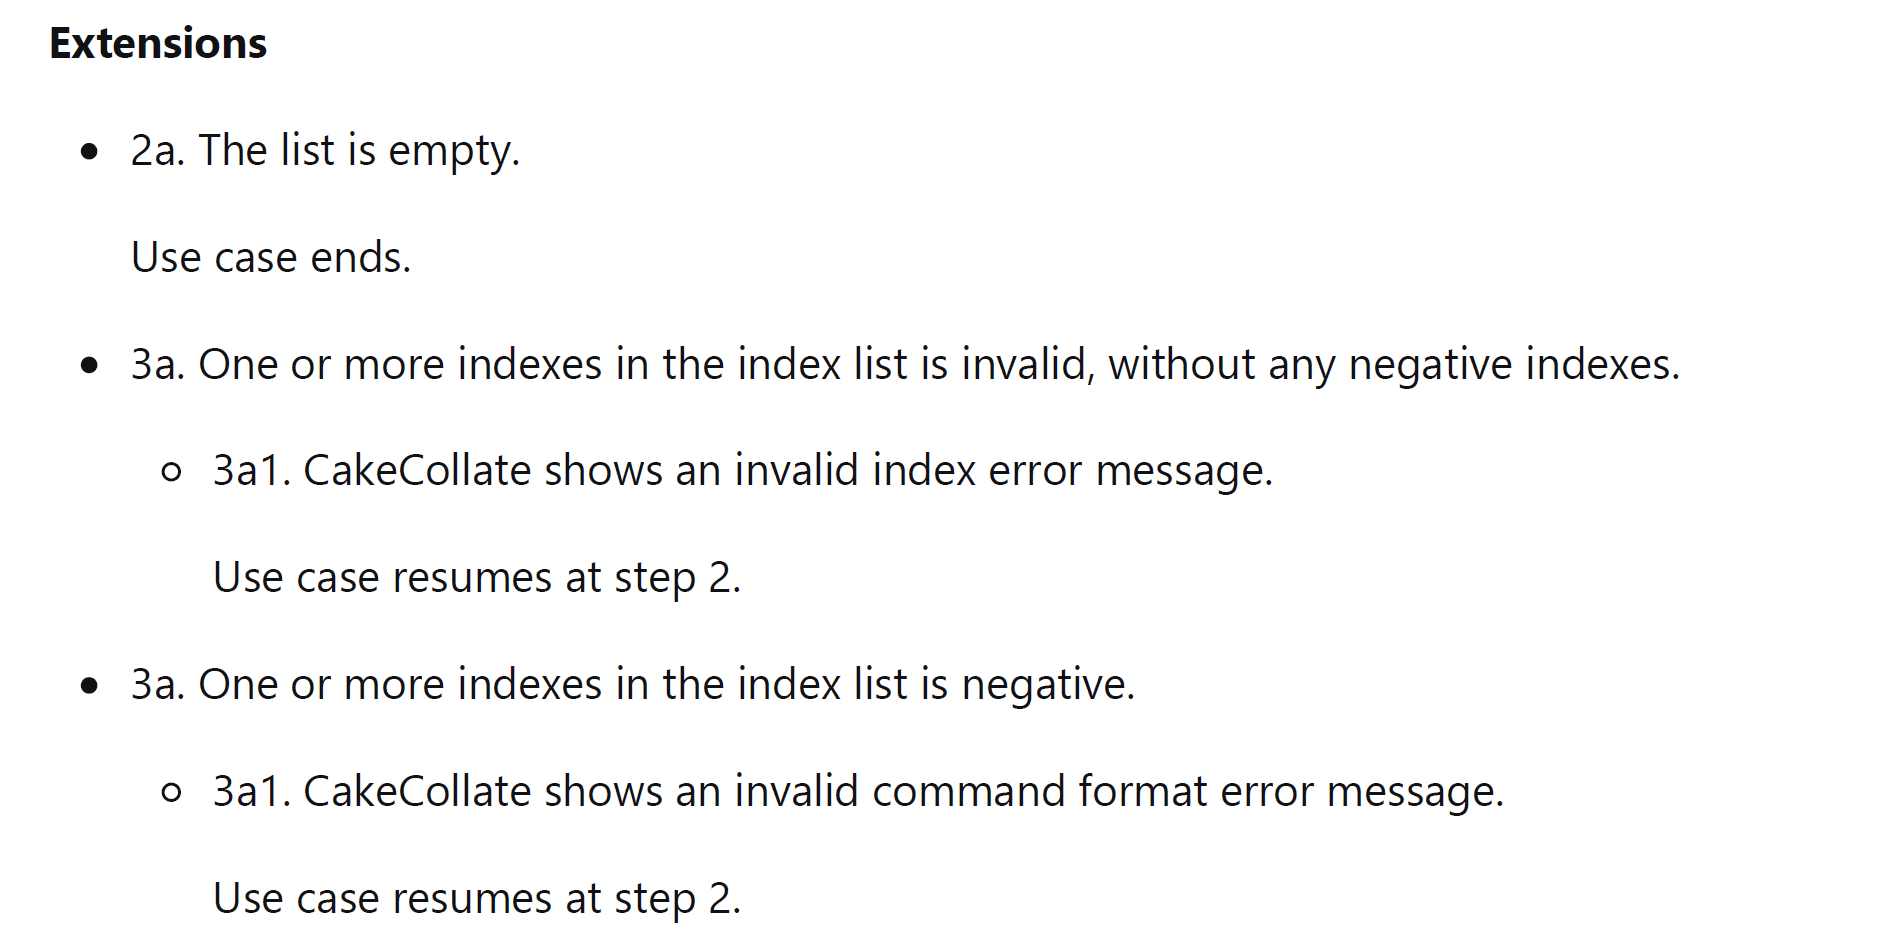 Extensions
2a. The list is empty.
Use case ends.
3a. One or more indexes in the index list is invalid, without any negative indexes.
3a1. CakeCollate shows an invalid index error message.
Use case resumes at step 2.
3a. One or more indexes in the index list is negative.
3a1. CakeCollate shows an invalid command format error message.
Use case resumes at step 2.